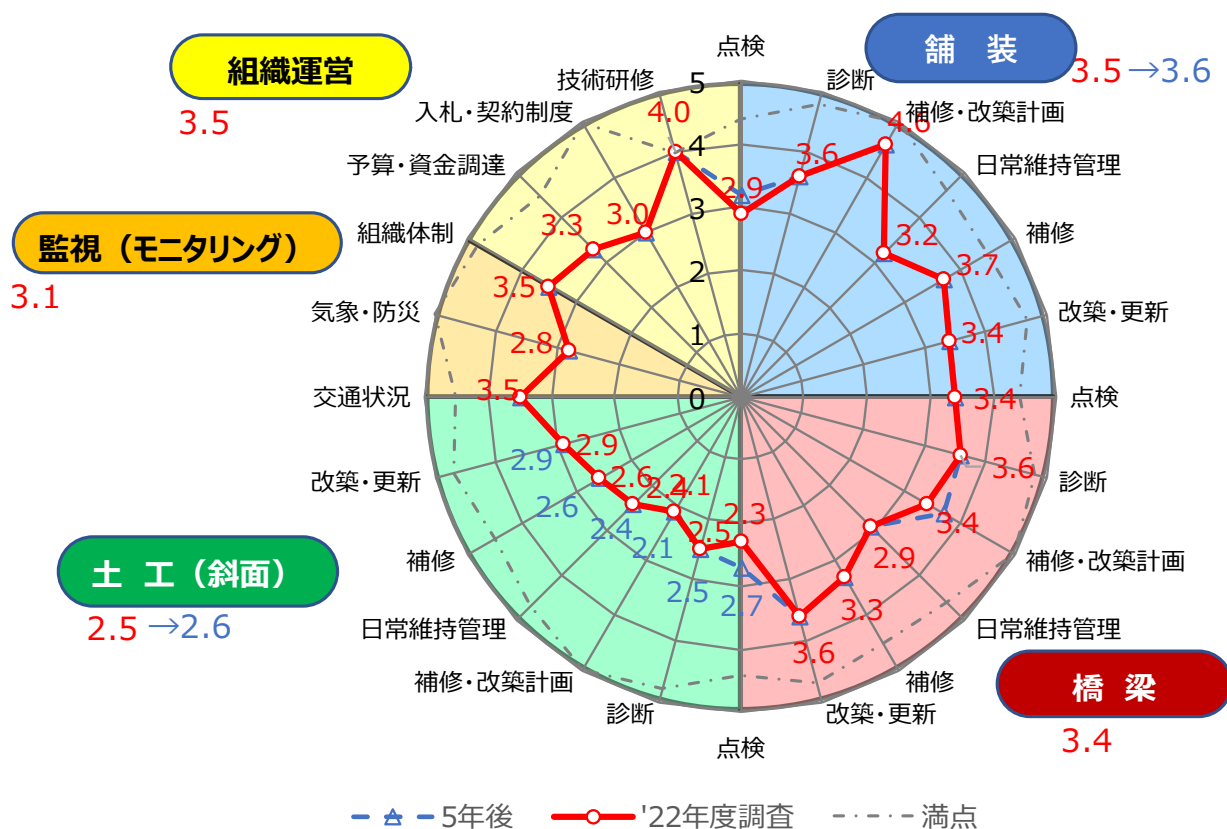 組織運営
3.5
監視（モニタリング）
3.1
土 工（斜面）
2.5→2.6
舗 装
3.5→3.6
橋 梁
3.4
点検
診断
補修・改築計画
日常維持管理
補修
改築・更新
点検
診断
補修・改築計画
日常維持管理
補修
改築・更新
点検
診断
補修・改築計画
日常維持管理
補修
改築・更新
交通状況
気象・防災
組織体制
予算・資金調達
入札・契約制度
技術研修
5
4
3
2
1
0
2.9
3.6
4.6
3.2
3.7
3.4
3.4
3.6
3.4
2.9
3.3
3.6
2.3
2.5
2.1
2.4
2.6
2.9
3.5
2.8
3.5
3.3
3.0
4.0
2.7
2.5
2.1
2.4
2.6
2.9
5年後
'22年度調査
満点